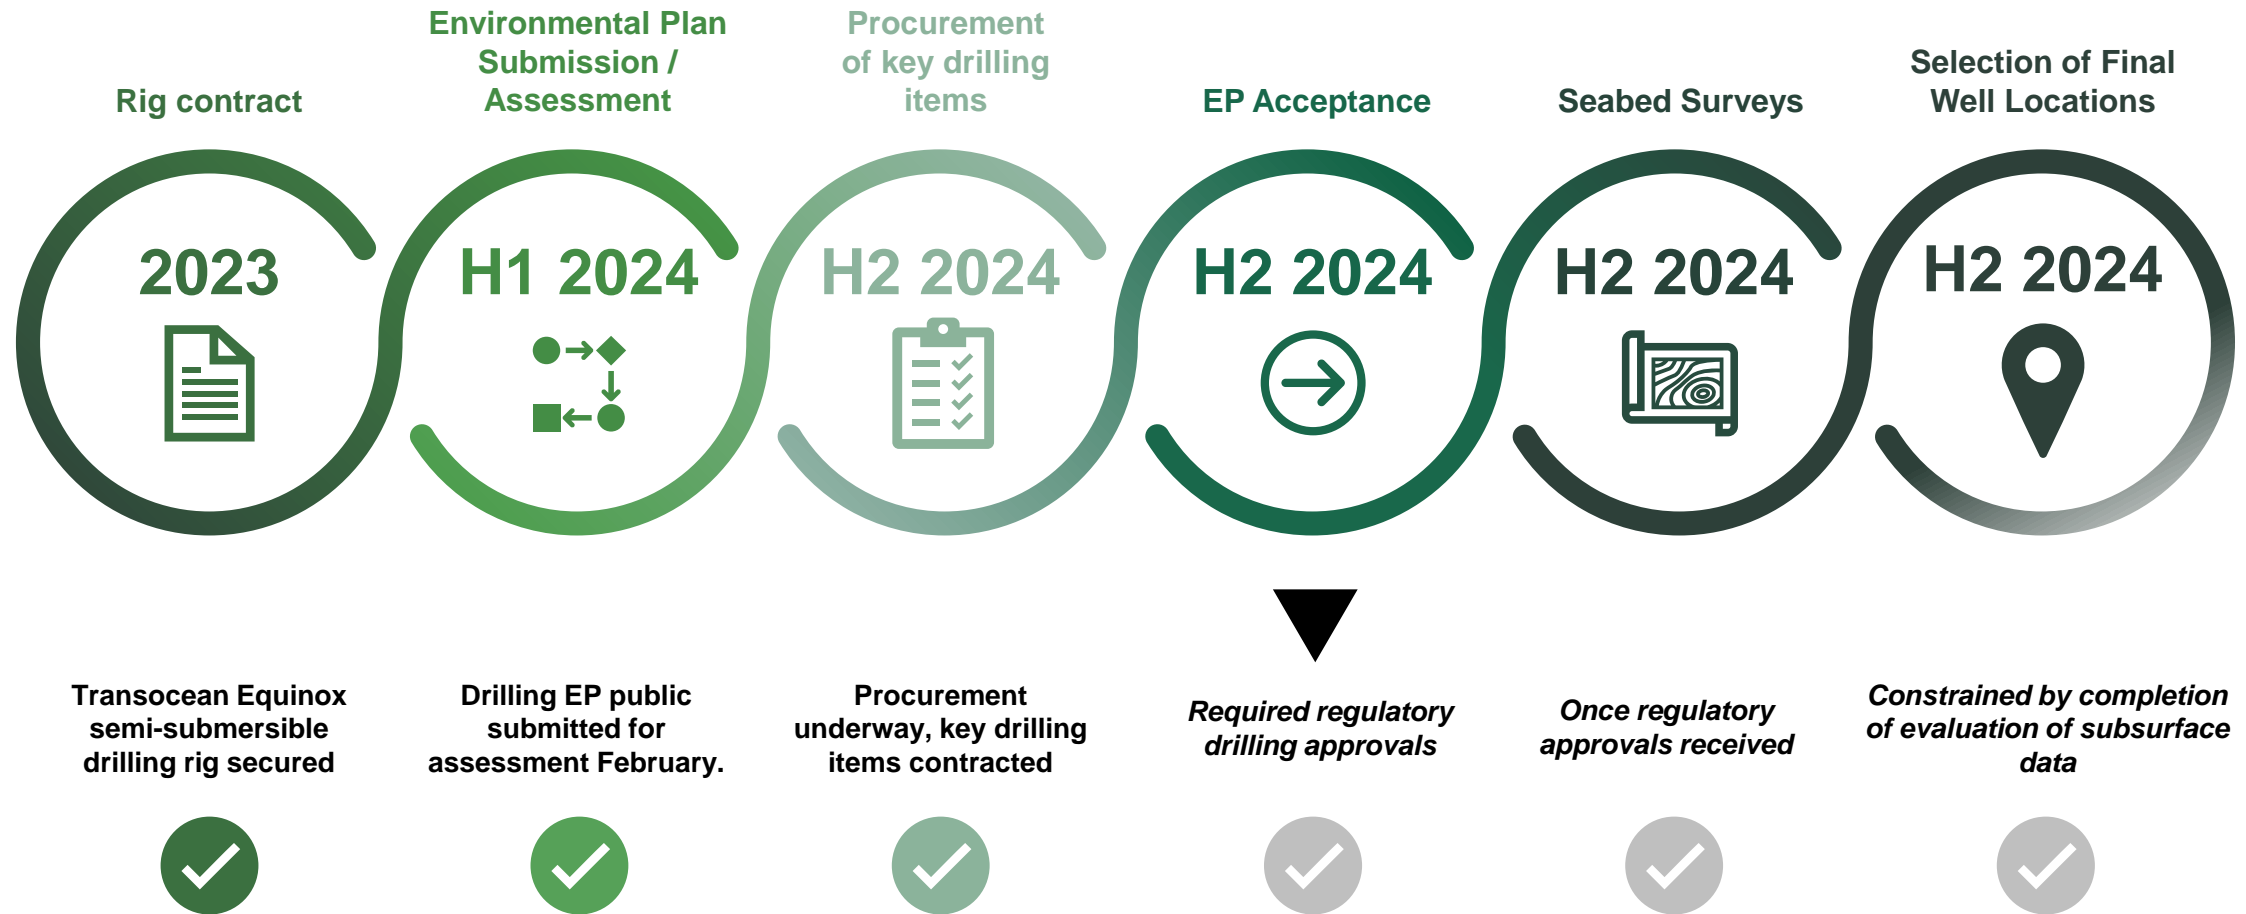 Rig contract
Environmental Plan
Submission /
Assessment
Procurement
of key drilling
items
EP Acceptance
Seabed Surveys
Selection of Final
Well Locations
2023
H1 2024
H2 2024
H2 2024
H2 2024
H2 2024
Transocean Equinox
semi-submersible
drilling rig secured
Drilling EP public
submitted for
assessment February.
Procurement
underway, key drilling
items contracted
Required regulatory
drilling approvals
Once regulatory
approvals received
Constrained by completion
of evaluation of subsurface
data